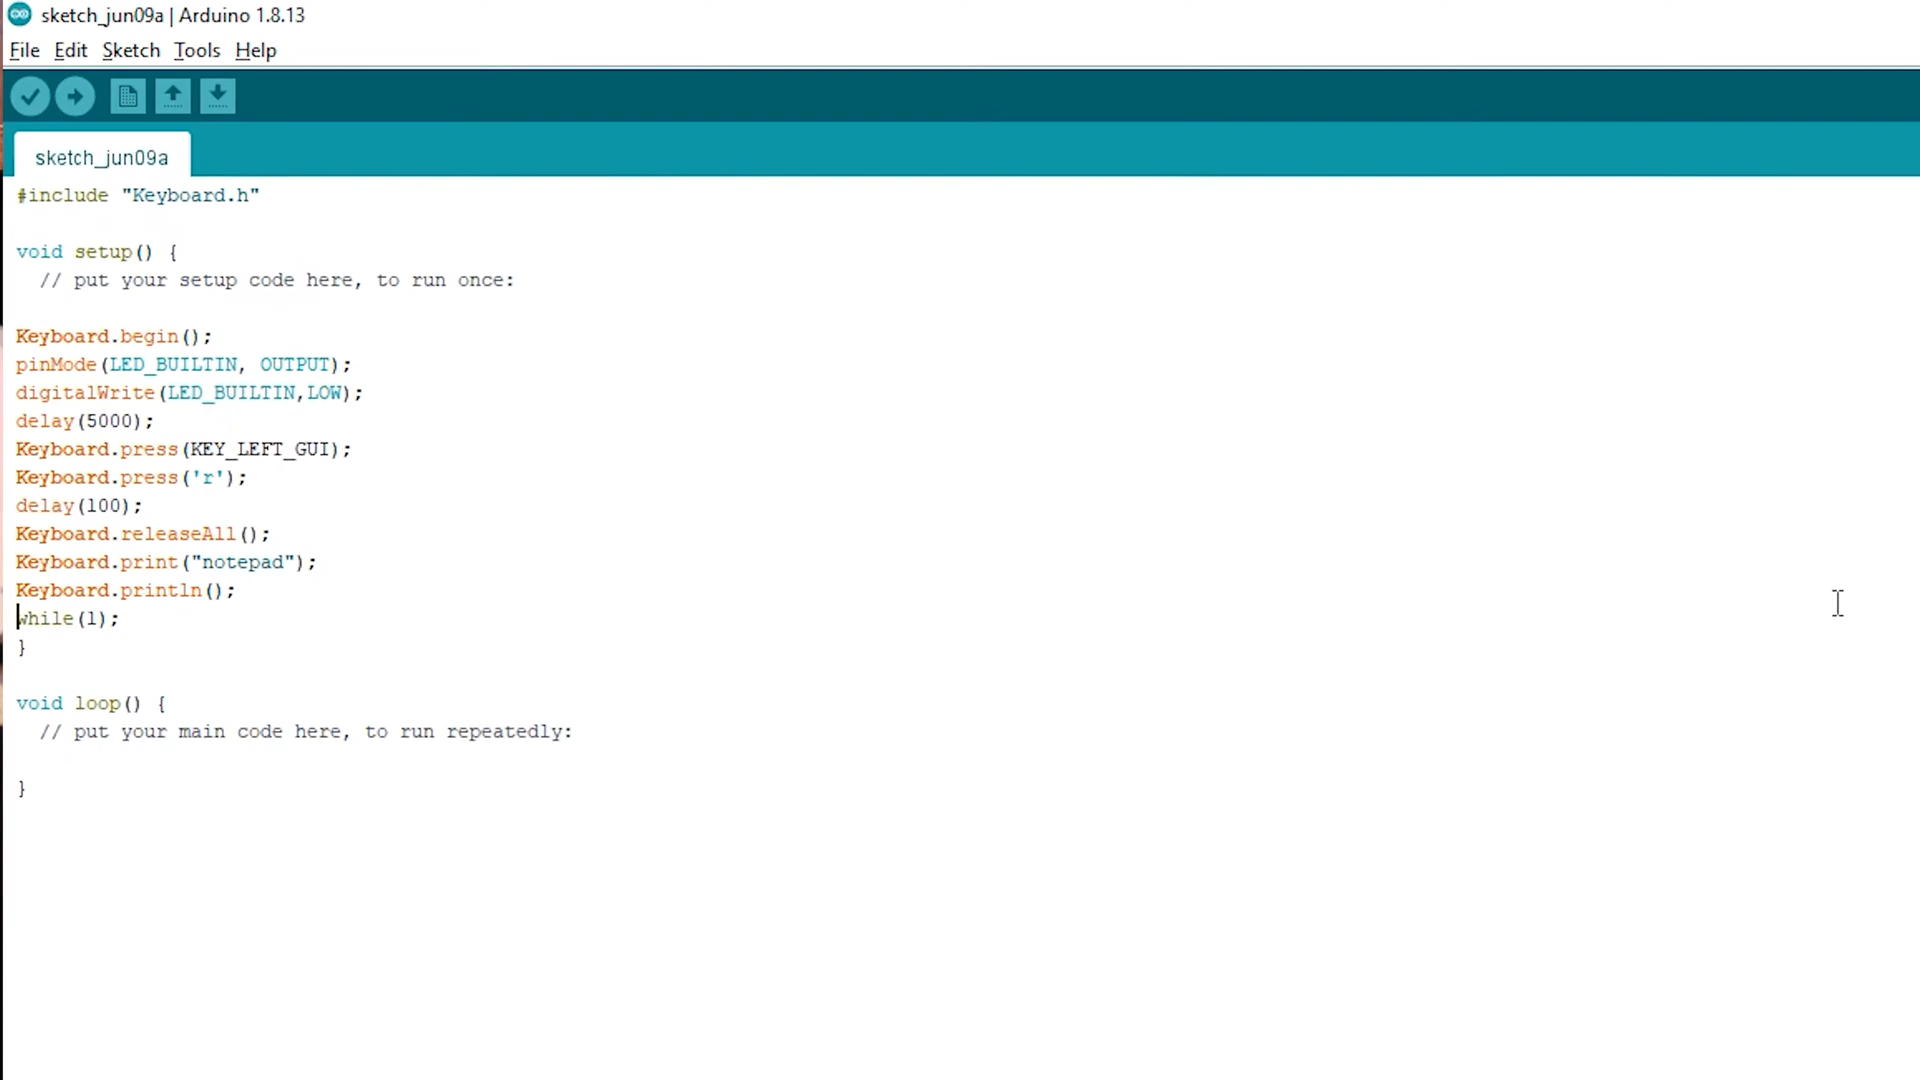 sketch_jun09a | Arduino 1.8.13
File Edit Sketch Tools Help
sketch_jun09a
#include "Keyboard.h"
void setup() {
// put your setup code here, to run once:
Keyboard.begin();
pinMode(LED_BUILTIN, OUTPUT);
digitalWrite(LED_BUILTIN,LOW);
delay(5000);
Keyboard.press(KEY_LEFT_GUI);
Keyboard.press('r');
delay(100);
Keyboard.releaseAll();
Keyboard.print("notepad");
Keyboard.println();
while(1);
}
void loop() {
// put your main code here, to run repeatedly:
}